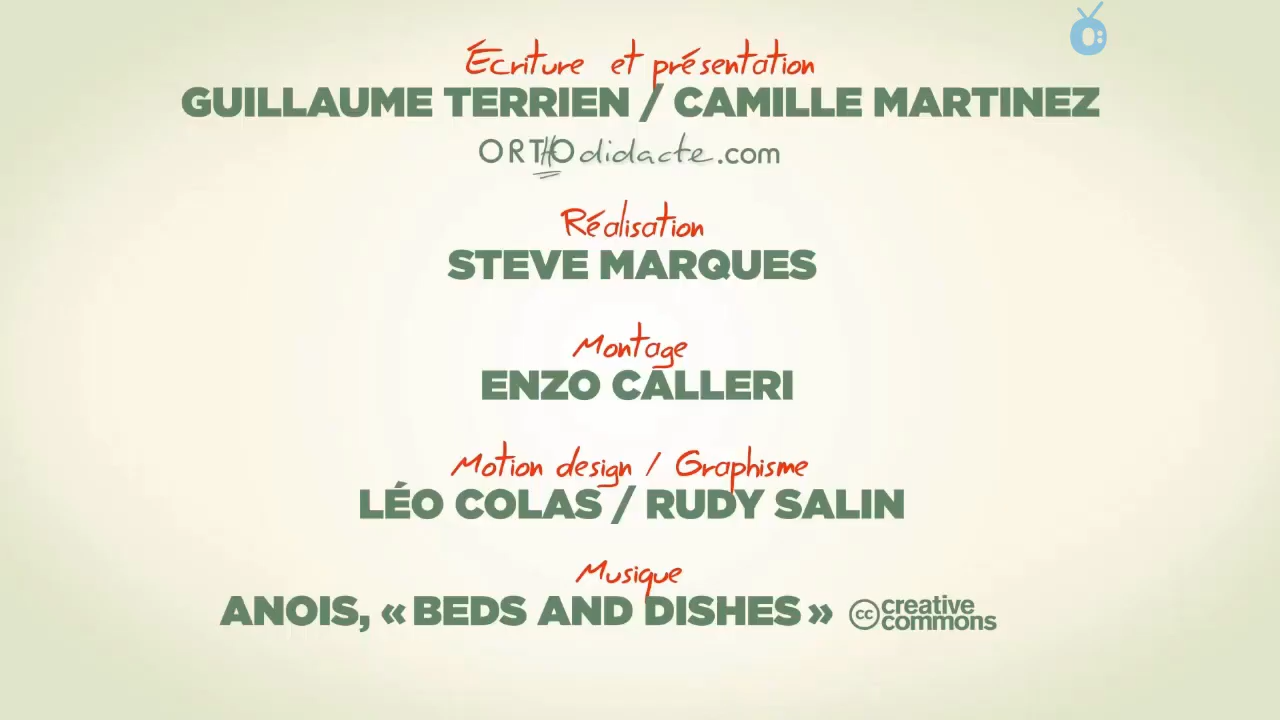 Écriture et présentation
GUILLAUME TERRIEN / CAMILLE MARTINEZ
ORTHOdidacte.com
Réalisation
STEVE MARQUES
Montage
ENZO CALLERI
Motion design / Graphisme
LÉO COLAS / RUDY SALIN
Musique
ANOIS, « BEDS AND DISHES » cc creative commons